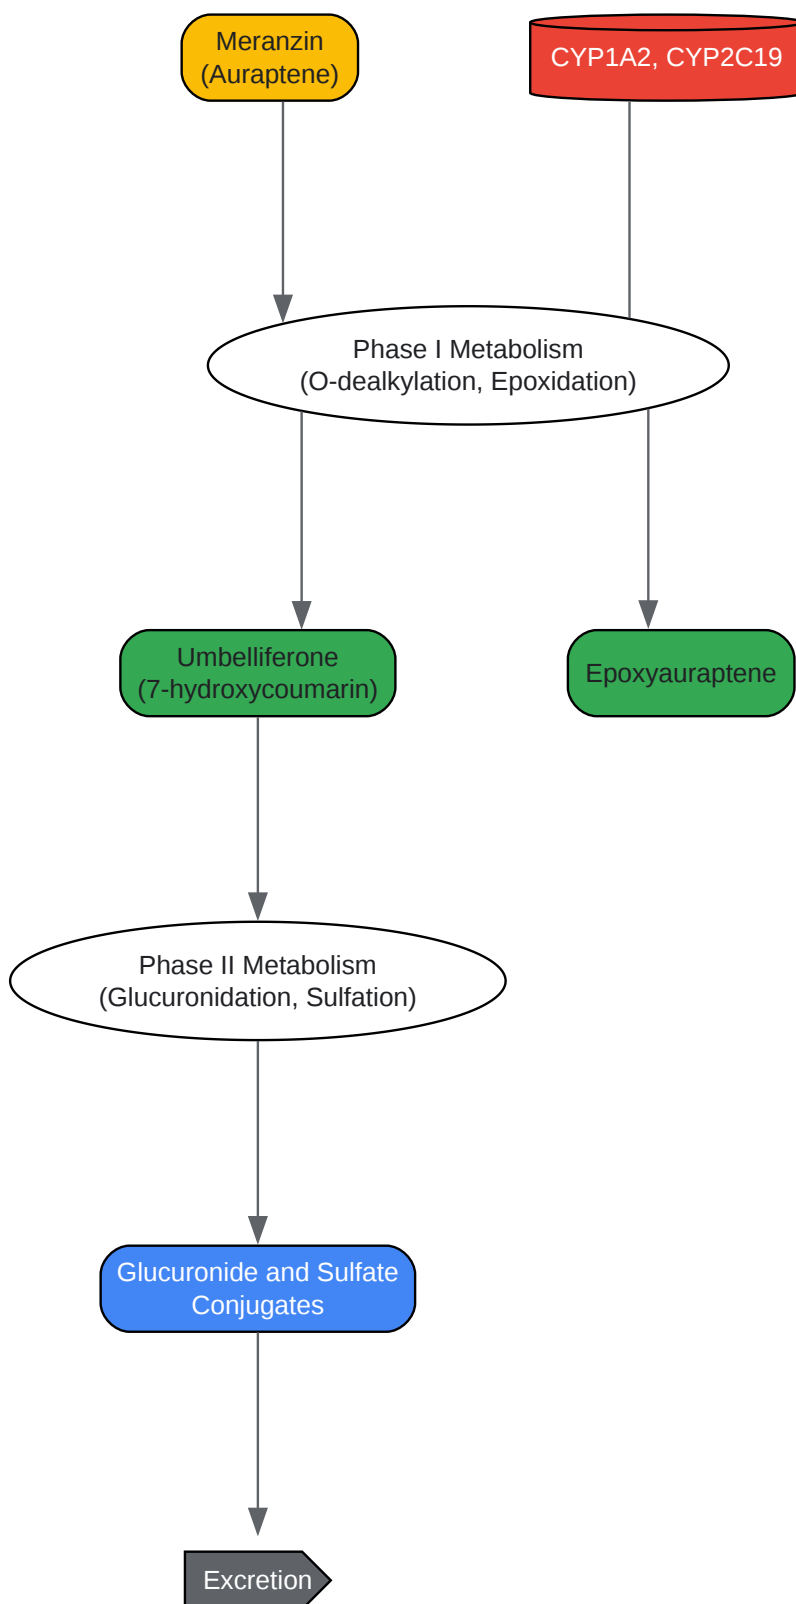 Meranzin
(Auraptene)
CYP1A2, CYP2C19
Phase I Metabolism
(O-dealkylation, Epoxidation)
Umbelliferone
(7-hydroxycoumarin)
Epoxyauraptene
Phase II Metabolism
(Glucuronidation, Sulfation)
Glucuronide and Sulfate
Conjugates
Excretion